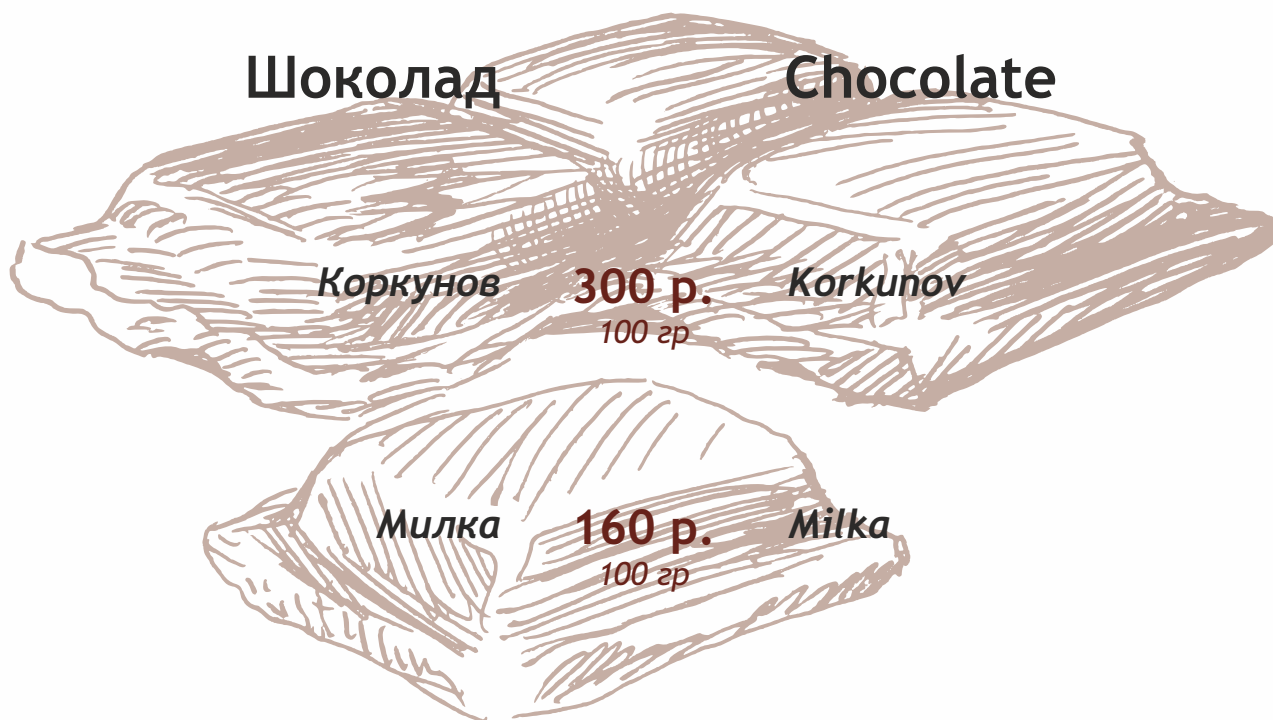 Шоколад Chocolate
Коркунов 300 р. Korkunov
100 гр
Милка 160 р. Milka
100 гр